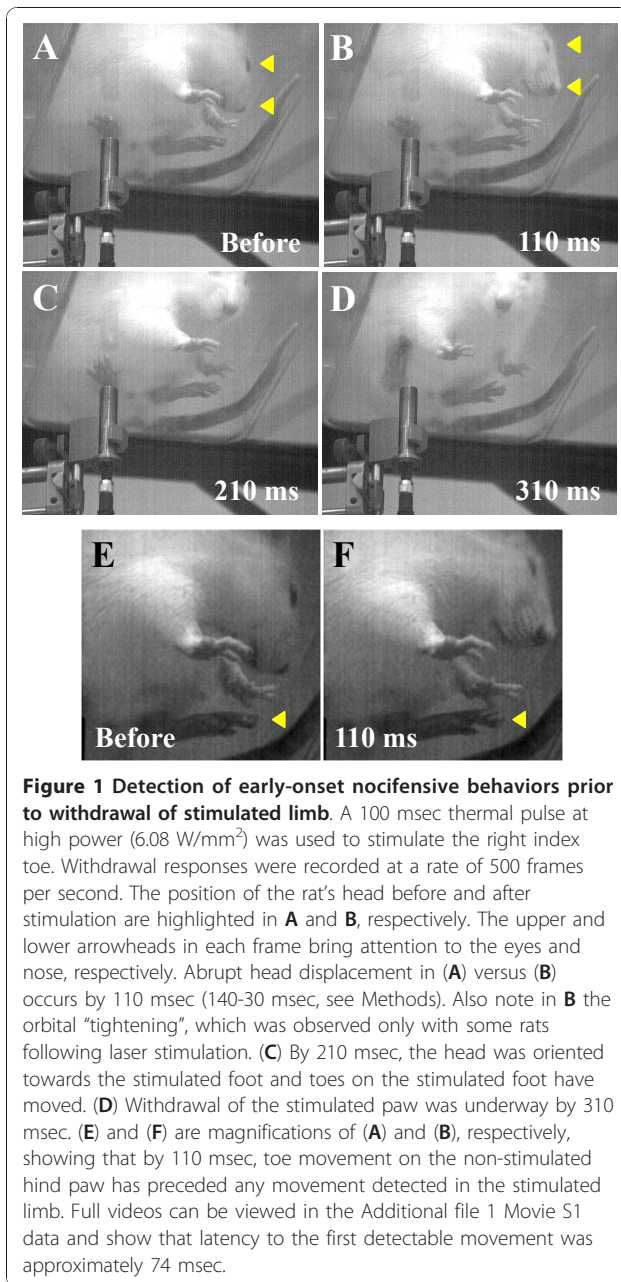 A
B
Before
110 ms
C
D
210 ms
310 ms
E
F
Before
110 ms
Figure 1 Detection of early-onset nocifensive behaviors prior
to withdrawal of stimulated limb. A 100 msec thermal pulse at
high power (6.08 W/mm²) was used to stimulate the right index
toe. Withdrawal responses were recorded at a rate of 500 frames
per second. The position of the rat's head before and after
stimulation are highlighted in A and B, respectively. The upper and
lower arrowheads in each frame bring attention to the eyes and
nose, respectively. Abrupt head displacement in (A) versus (B)
occurs by 110 msec (140-30 msec, see Methods). Also note in B the
orbital "tightening", which was observed only with some rats
following laser stimulation. (C) By 210 msec, the head was oriented
towards the stimulated foot and toes on the stimulated foot have
moved. (D) Withdrawal of the stimulated paw was underway by 310
msec. (E) and (F) are magnifications of (A) and (B), respectively,
showing that by 110 msec, toe movement on the non-stimulated
hind paw has preceded any movement detected in the stimulated
limb. Full videos can be viewed in the Additional file 1 Movie S1
data and show that latency to the first detectable movement was
approximately 74 msec.